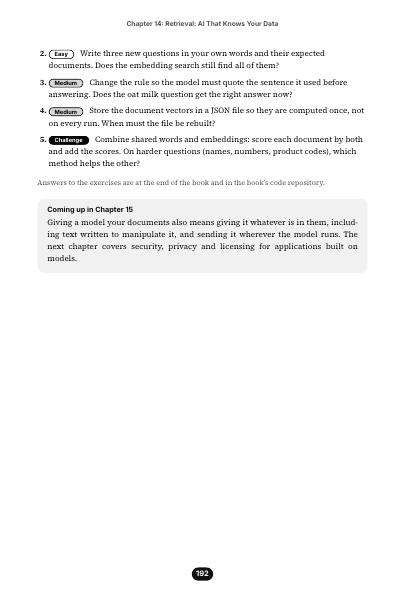 Chapter 14: Retrieval: AI That Knows Your Data
2. Easy Write three new questions in your own words and their expected
documents. Does the embedding search still find all of them?
3. Medium Change the rule so the model must quote the sentence it used before
answering. Does the oat milk question get the right answer now?
4. Medium Store the document vectors in a JSON file so they are computed once, not
on every run. When must the file be rebuilt?
5. Challenge Combine shared words and embeddings: score each document by both
and add the scores. On harder questions (names, numbers, product codes), which
method helps the other?
Answers to the exercises are at the end of the book and in the book's code repository.
Coming up in Chapter 15
Giving a model your documents also means giving it whatever is in them, includ-
ing text written to manipulate it, and sending it wherever the model runs. The
next chapter covers security, privacy and licensing for applications built on
models.
192